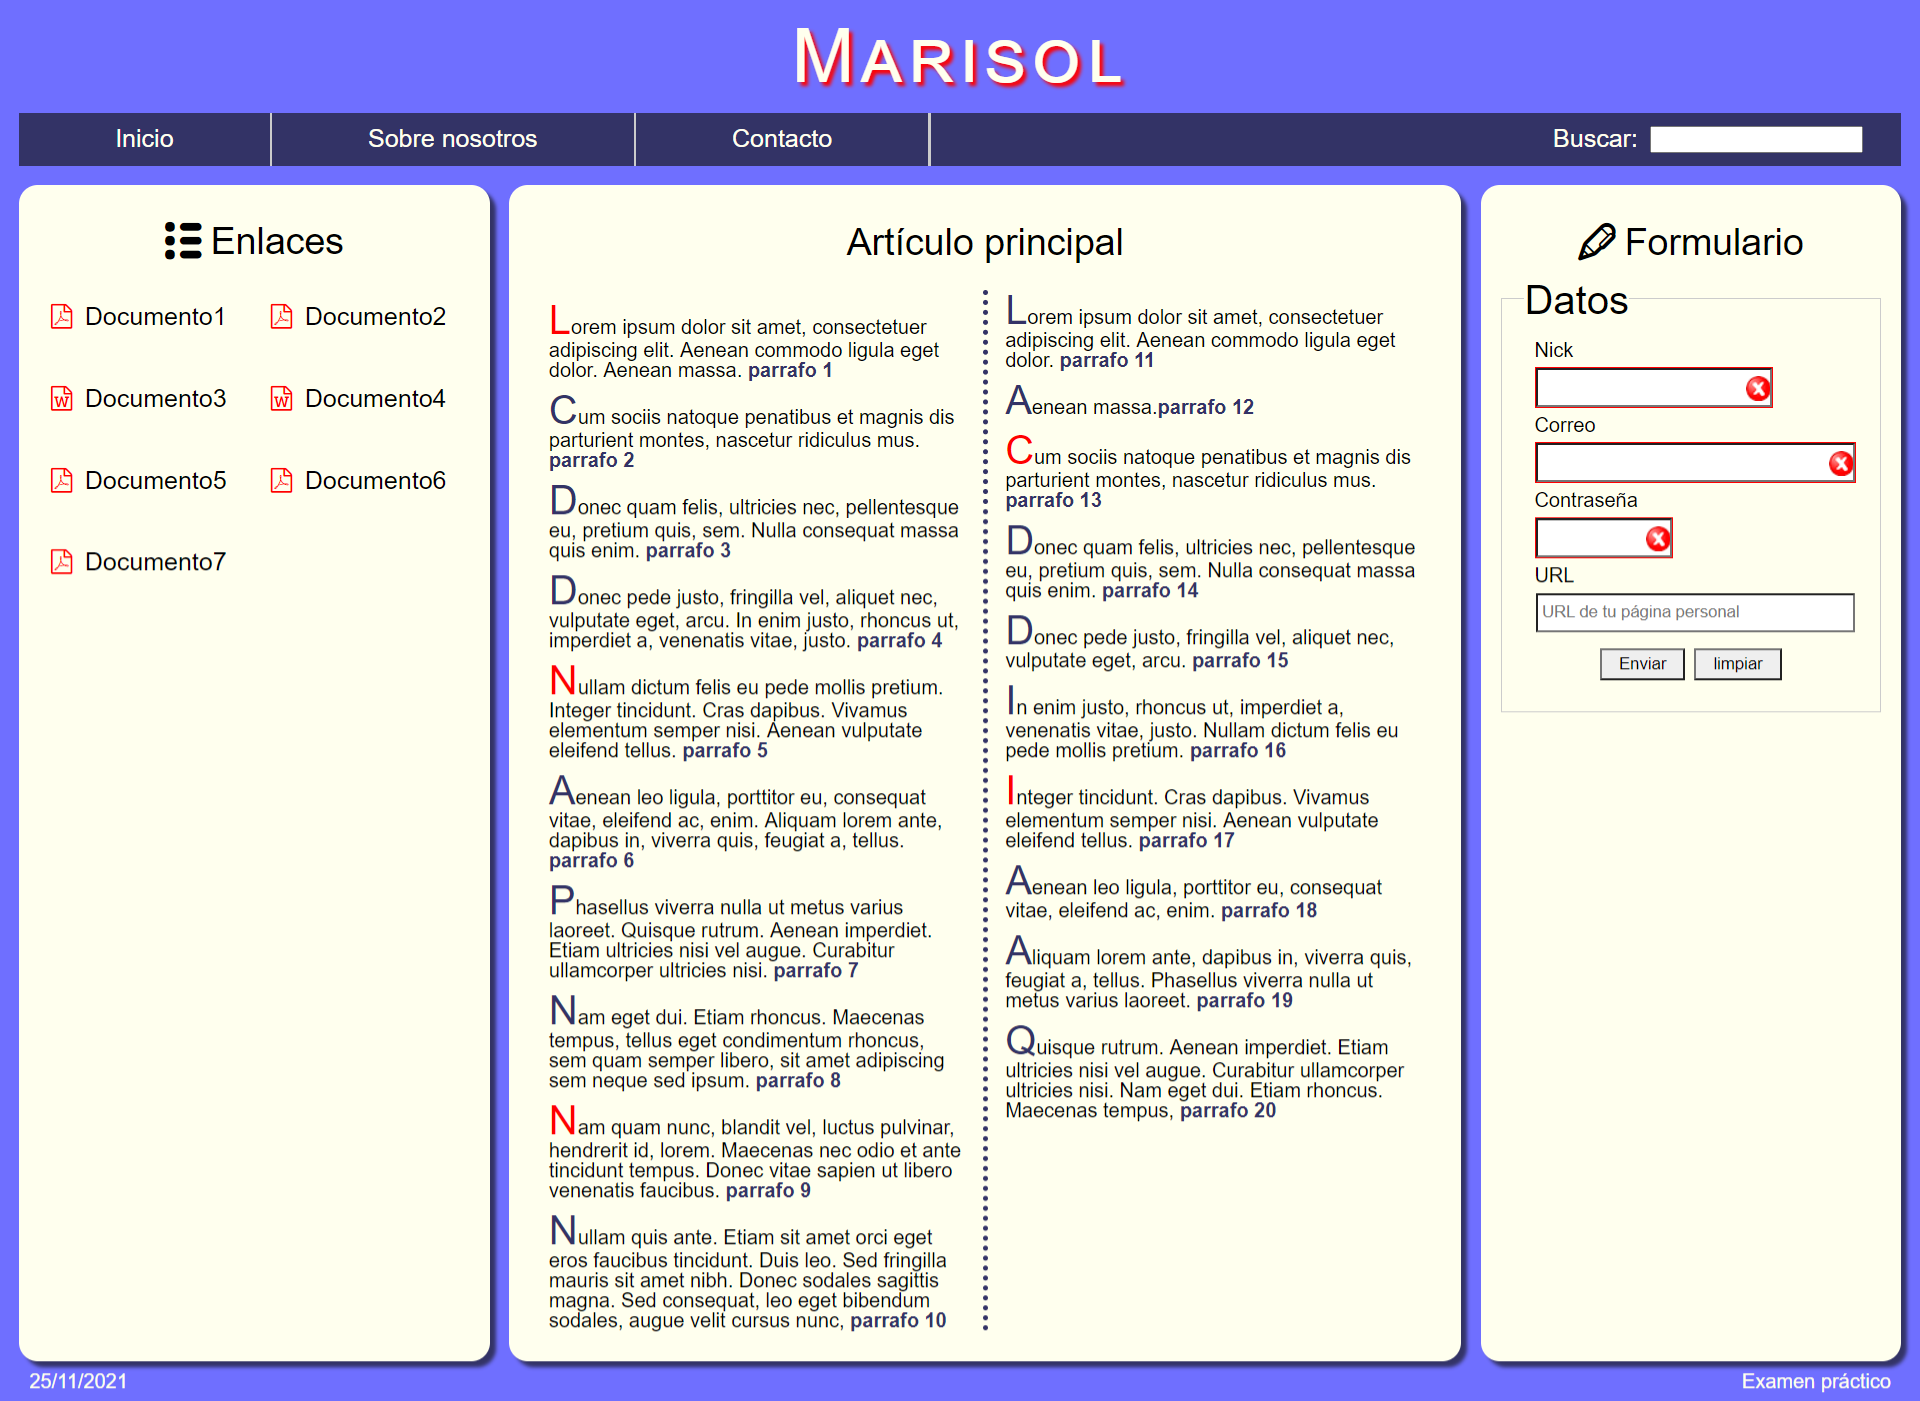 Marisol
Inicio
Sobre nosotros
Contacto
Buscar:
Enlaces
Documento1
Documento2
Documento3
Documento4
Documento5
Documento6
Documento7
Artículo principal
Lorem ipsum dolor sit amet, consectetuer
adipiscing elit. Aenean commodo ligula eget
dolor. Aenean massa. parrafo 1
Cum sociis natoque penatibus et magnis dis
parturient montes, nascetur ridiculus mus.
parrafo 2
Donec quam felis, ultricies nec, pellentesque
eu, pretium quis, sem. Nulla consequat massa
quis enim. parrafo 3
Donec pede justo, fringilla vel, aliquet nec,
vulputate eget, arcu. In enim justo, rhoncus ut,
imperdiet a, venenatis vitae, justo. parrafo 4
Nullam dictum felis eu pede mollis pretium.
Integer tincidunt. Cras dapibus. Vivamus
elementum semper nisi. Aenean vulputate
eleifend tellus. parrafo 5
Aenean leo ligula, porttitor eu, consequat
vitae, eleifend ac, enim. Aliquam lorem ante,
dapibus in, viverra quis, feugiat a, tellus.
parrafo 6
Phasellus viverra nulla ut metus varius
laoreet. Quisque rutrum. Aenean imperdiet.
Etiam ultricies nisi vel augue. Curabitur
ullamcorper ultricies nisi. parrafo 7
Nam eget dui. Etiam rhoncus. Maecenas
tempus, tellus eget condimentum rhoncus,
sem quam semper libero, sit amet adipiscing
sem neque sed ipsum. parrafo 8
Nam quam nunc, blandit vel, luctus pulvinar,
hendrerit id, lorem. Maecenas nec odio et ante
tincidunt tempus. Donec vitae sapien ut libero
venenatis faucibus. parrafo 9
Nullam quis ante. Etiam sit amet orci eget
eros faucibus tincidunt. Duis leo. Sed fringilla
mauris sit amet nibh. Donec sodales sagittis
magna. Sed consequat, leo eget bibendum
sodales, augue velit cursus nunc, parrafo 10
Lorem ipsum dolor sit amet, consectetuer
adipiscing elit. Aenean commodo ligula eget
dolor. parrafo 11
Aenean massa.parrafo 12
Cum sociis natoque penatibus et magnis dis
parturient montes, nascetur ridiculus mus.
parrafo 13
Donec quam felis, ultricies nec, pellentesque
eu, pretium quis, sem. Nulla consequat massa
quis enim. parrafo 14
Donec pede justo, fringilla vel, aliquet nec,
vulputate eget, arcu. parrafo 15
In enim justo, rhoncus ut, imperdiet a,
venenatis vitae, justo. Nullam dictum felis eu
pede mollis pretium. parrafo 16
Integer tincidunt. Cras dapibus. Vivamus
elementum semper nisi. Aenean vulputate
eleifend tellus. parrafo 17
Aenean leo ligula, porttitor eu, consequat
vitae, eleifend ac, enim. parrafo 18
Aliquam lorem ante, dapibus in, viverra quis,
feugiat a, tellus. Phasellus viverra nulla ut
metus varius laoreet. parrafo 19
Quisque rutrum. Aenean imperdiet. Etiam
ultricies nisi vel augue. Curabitur ullamcorper
ultricies nisi. Nam eget dui. Etiam rhoncus.
Maecenas tempus, parrafo 20
Formulario
Datos
Nick
Correo
Contraseña
URL
URL de tu página personal
Enviar
limpiar
25/11/2021
Examen práctico